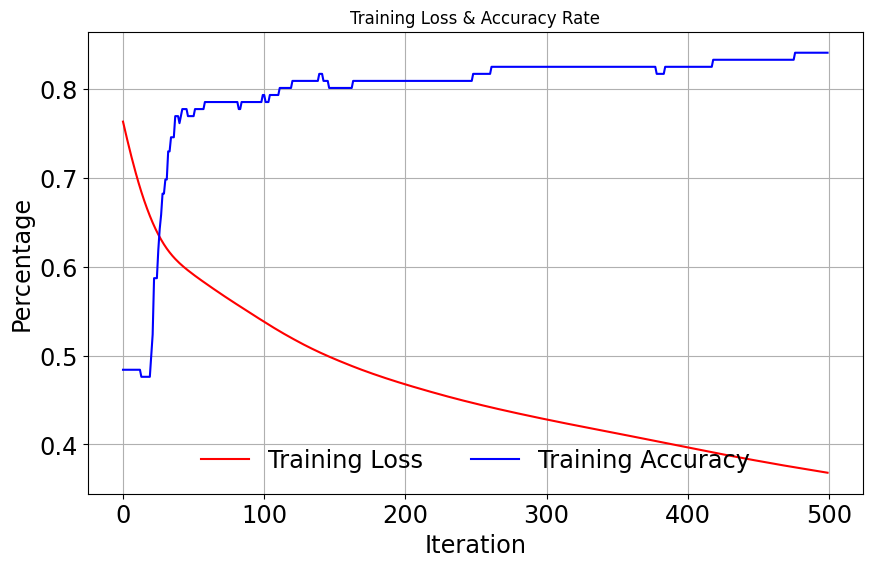 Training Loss & Accuracy Rate
Percentage
0.8
0.7
0.6
0.5
0.4
Training Loss Training Accuracy
0 100 200 300 400 500
Iteration